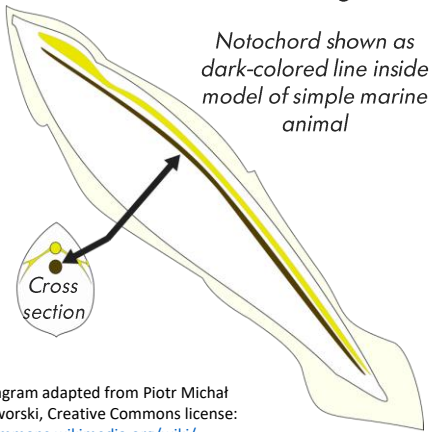 Notochord shown as
dark-colored line inside
model of simple marine
animal
Cross
section
gram adapted from Piotr Michał
worski, Creative Commons license: